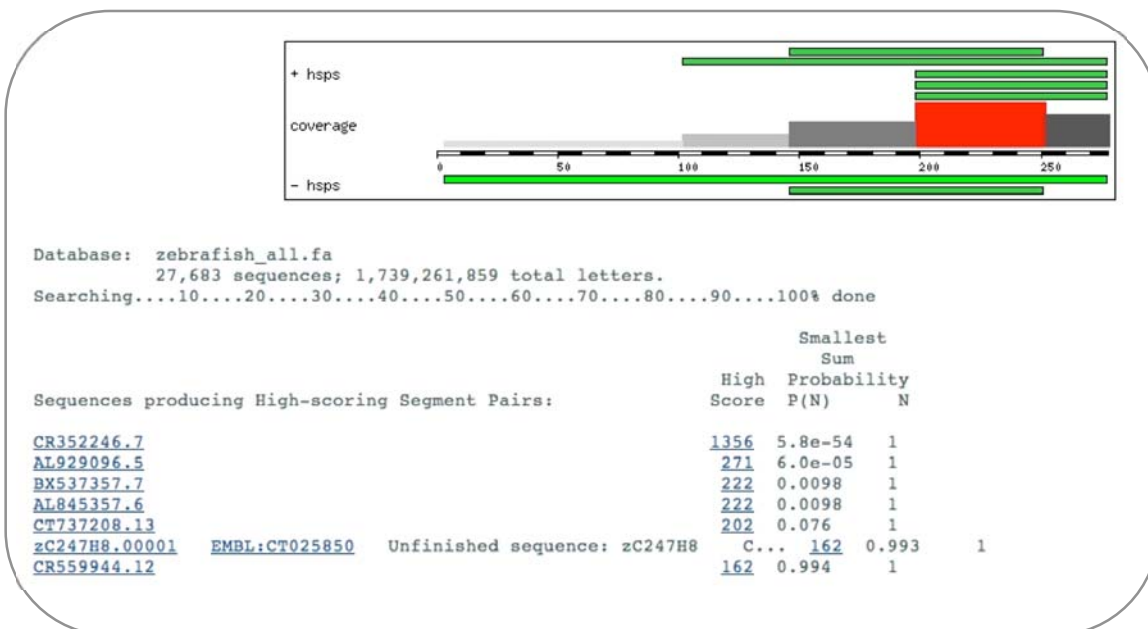 + hsps
coverage
0 50 100 150 200 250
- hsps
Database: zebrafish_all.fa
27,683 sequences; 1,739,261,859 total letters.
Searching....10....20....30....40....50....60....70....80....90....100% done
Smallest
Sum
High Probability
Sequences producing High-scoring Segment Pairs: Score P(N) N
CR352246.7 1356 5.8e-54 1
AL929096.5 271 6.0e-05 1
BX537357.7 222 0.0098 1
AL845357.6 222 0.0098 1
CT737208.13 202 0.076 1
zC247H8.00001 EMBL:CT025850 Unfinished sequence: zC247H8 C... 162 0.993 1
CR559944.12 162 0.994 1